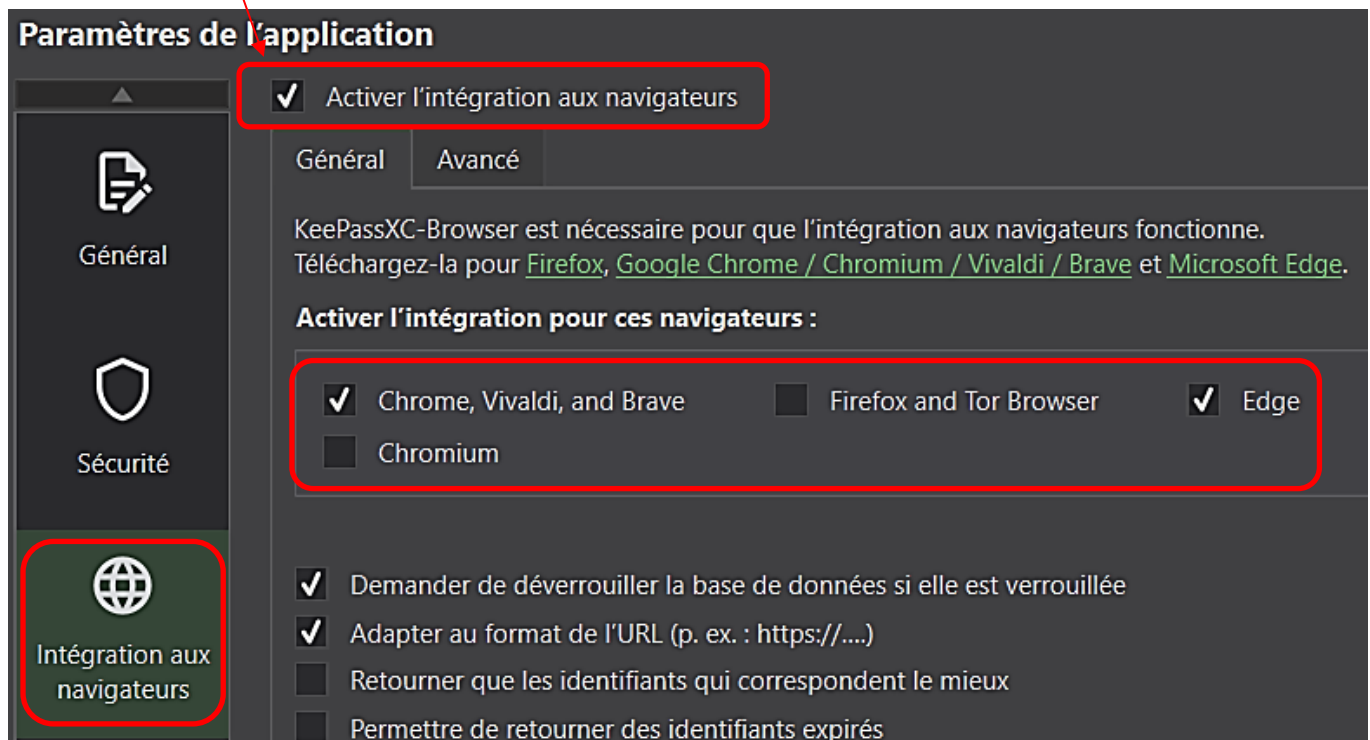 Paramètres de l’application
Activer l’intégration aux navigateurs
Général Avancé
KeePassXC-Browser est nécessaire pour que l’intégration aux navigateurs fonctionne.
Téléchargez-la pour Firefox, Google Chrome / Chromium / Vivaldi / Brave et Microsoft Edge.
Activer l’intégration pour ces navigateurs :
Chrome, Vivaldi, and Brave Firefox and Tor Browser Edge
Chromium
Demander de déverrouiller la base de données si elle est verrouillée
Adapter au format de l’URL (p. ex. : https://....)
Retourner que les identifiants qui correspondent le mieux
Permettre de retourner des identifiants expirés
Général
Sécurité
Intégration aux
navigateurs